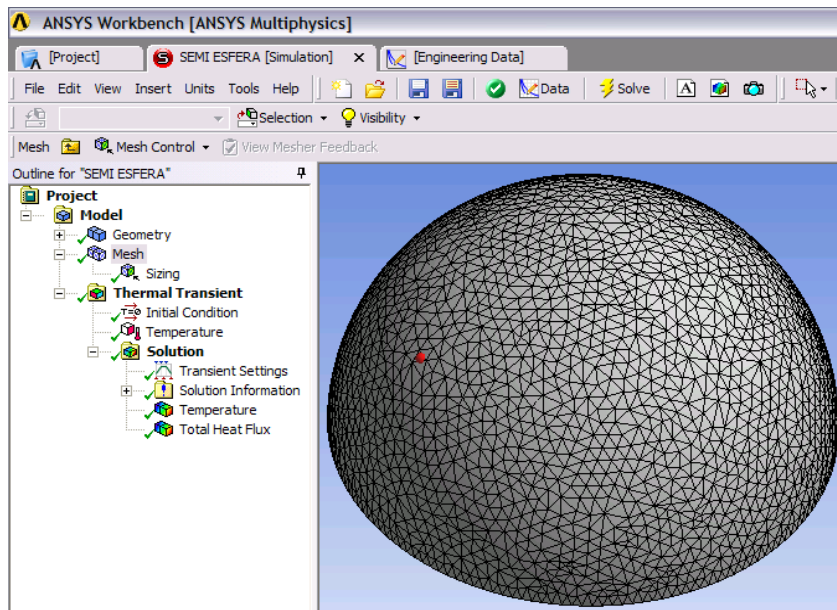 ANSYS Workbench [ANSYS Multiphysics]
[Project] SEMI ESFERA [Simulation] [Engineering Data]
File Edit View Insert Units Tools Help Data Solve A
Selection Visibility
Mesh Mesh Control View Mesher Feedback
Outline for "SEMI ESFERA"
Project
Model
Geometry
Mesh
Sizing
Thermal Transient
T=0 Initial Condition
Temperature
Solution
Transient Settings
Solution Information
Temperature
Total Heat Flux